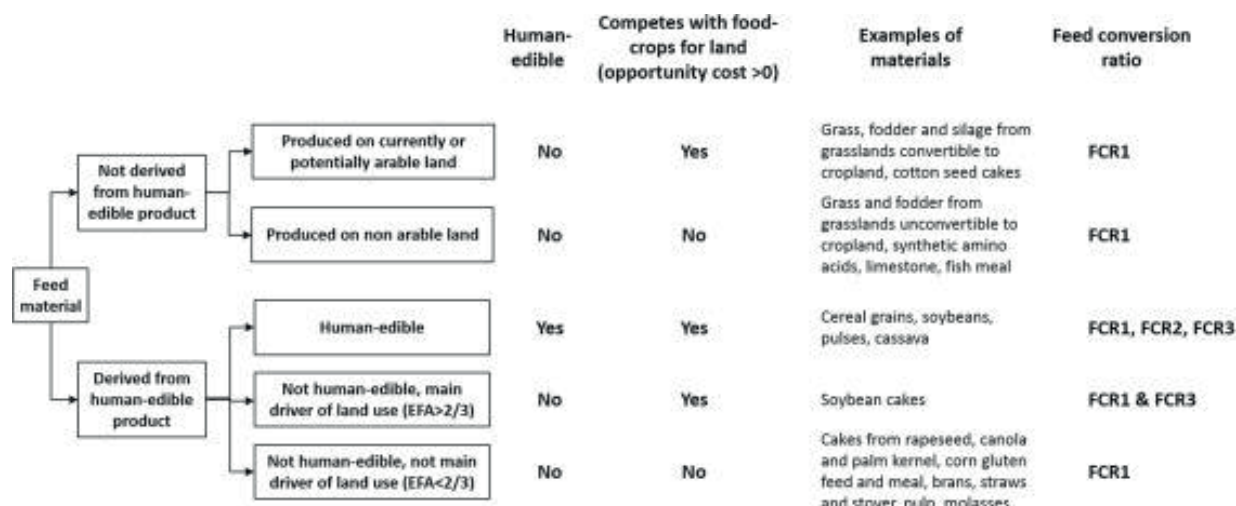 Human-
edible
Competes with food-
crops for land
(opportunity cost >0)
Examples of
materials
Feed conversion
ratio
Feed
material
Not derived
from human-
edible product
Produced on currently or
potentially arable land
No
Yes
Grass, fodder and silage from
grasslands convertible to
cropland, cotton seed cakes
FCR1
Produced on non arable land
No
No
Grass and fodder from
grasslands unconvertible to
cropland, synthetic amino
acids, limestone, fish meal
FCR1
Derived from
human-edible
product
Human-edible
Yes
Yes
Cereal grains, soybeans,
pulses, cassava
FCR1, FCR2, FCR3
Not human-edible, main
driver of land use (EFA>2/3)
No
Yes
Soybean cakes
FCR1 & FCR3
Not human-edible, not main
driver of land use (EFA<2/3)
No
No
Cakes from rapeseed, canola
and palm kernel, corn gluten
feed and meal, brans, straws
and stover, pulp, molasses
FCR1